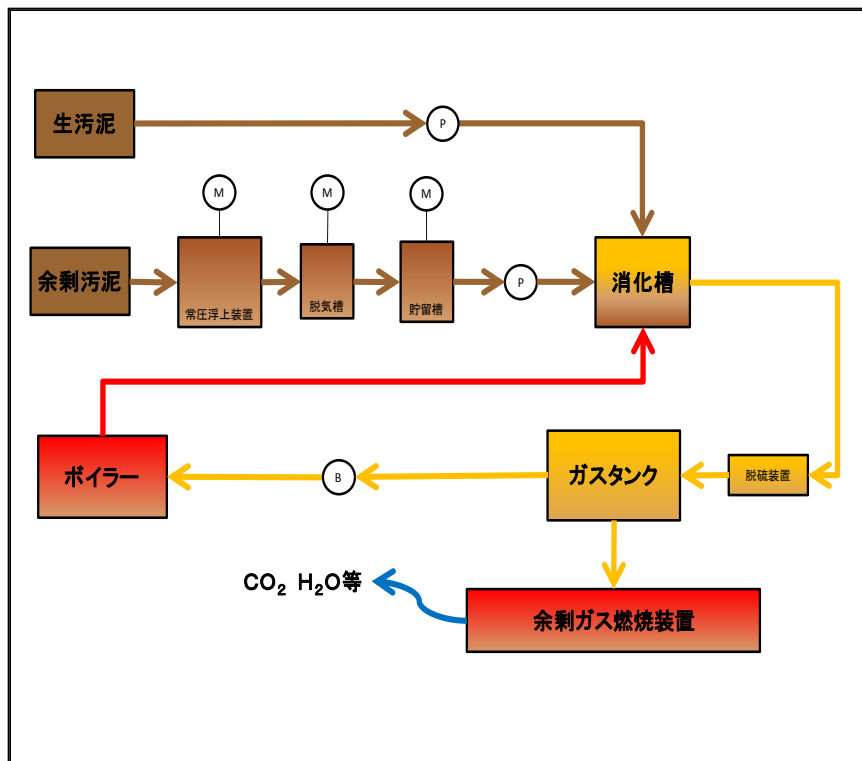 生汚泥
P
M
M
M
余剰汚泥
常圧浮上装置
脱気槽
貯留槽
P
消化槽
ボイラー
B
ガスタンク
脱硫装置
CO₂ H₂O等
余剰ガス燃焼装置